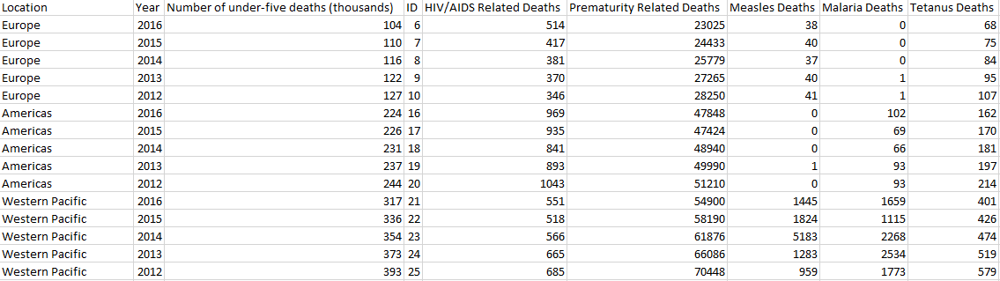 Location Year Number of under-five deaths (thousands) ID HIV/AIDS Related Deaths Prematurity Related Deaths Measles Deaths Malaria Deaths Tetanus Deaths
Europe 2016 104 6 514 23025 38 0 68
Europe 2015 110 7 417 24433 40 0 75
Europe 2014 116 8 381 25779 37 0 84
Europe 2013 122 9 370 27265 40 1 95
Europe 2012 127 10 346 28250 41 1 107
Americas 2016 224 16 969 47848 0 102 162
Americas 2015 226 17 935 47424 0 69 170
Americas 2014 231 18 841 48940 0 66 181
Americas 2013 237 19 893 49990 1 93 197
Americas 2012 244 20 1043 51210 0 93 214
Western Pacific 2016 317 21 551 54900 1445 1659 401
Western Pacific 2015 336 22 518 58190 1824 1115 426
Western Pacific 2014 354 23 566 61876 5183 2268 474
Western Pacific 2013 373 24 665 66086 1283 2534 519
Western Pacific 2012 393 25 685 70448 959 1773 579